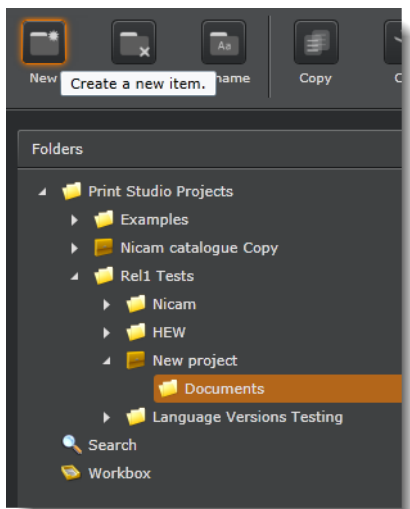 New
Create a new item.
name
Aa
Copy
C
Folders
Print Studio Projects
Examples
Nicam catalogue Copy
Rel1 Tests
Nicam
HEW
New project
Documents
Language Versions Testing
Search
Workbox